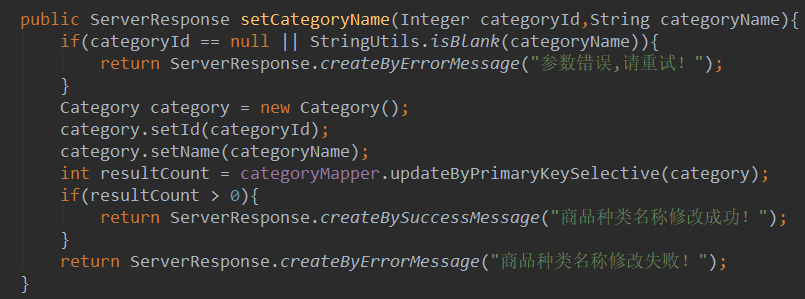 public ServerResponse setCategoryName(Integer categoryId,String categoryName){
    if(categoryId == null || StringUtils.isBlank(categoryName)){
        return ServerResponse.createByErrorMessage("参数错误,请重试！");
    }
    Category category = new Category();
    category.setId(categoryId);
    category.setName(categoryName);
    int resultCount = categoryMapper.updateByPrimaryKeySelective(category);
    if(resultCount > 0){
        return ServerResponse.createBySuccessMessage("商品种类名称修改成功！");
    }
    return ServerResponse.createByErrorMessage("商品种类名称修改失败！");
}